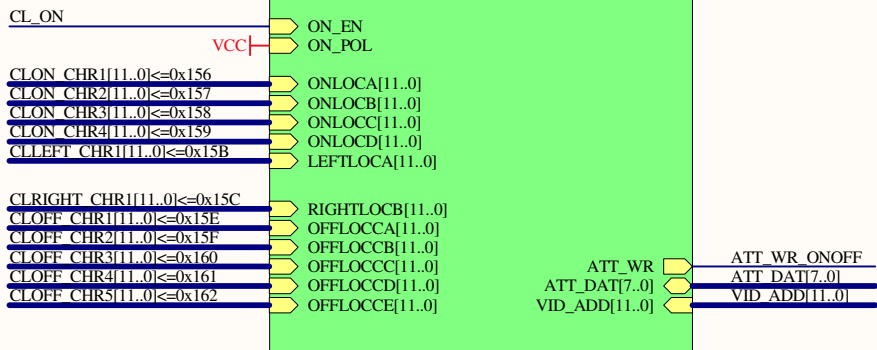 CL_ON
ON_EN
VCC
ON_POL
CLON_CHR1[11..0]<=0x156
ONLOCA[11..0]
CLON_CHR2[11..0]<=0x157
ONLOCB[11..0]
CLON_CHR3[11..0]<=0x158
ONLOCC[11..0]
CLON_CHR4[11..0]<=0x159
ONLOCD[11..0]
CLLEFT_CHR1[11..0]<=0x15B
LEFTLOCA[11..0]
CLRIGHT_CHR1[11..0]<=0x15C
RIGHTLOCB[11..0]
CLOFF_CHR1[11..0]<=0x15E
OFFLOCCA[11..0]
CLOFF_CHR2[11..0]<=0x15F
OFFLOCCB[11..0]
CLOFF_CHR3[11..0]<=0x160
OFFLOCCC[11..0]
CLOFF_CHR4[11..0]<=0x161
OFFLOCCD[11..0]
CLOFF_CHR5[11..0]<=0x162
OFFLOCCE[11..0]
ATT_WR
ATT_WR_ONOFF
ATT_DAT[7..0]
ATT_DAT[7..0]
VID_ADD[11..0]
VID_ADD[11..0]